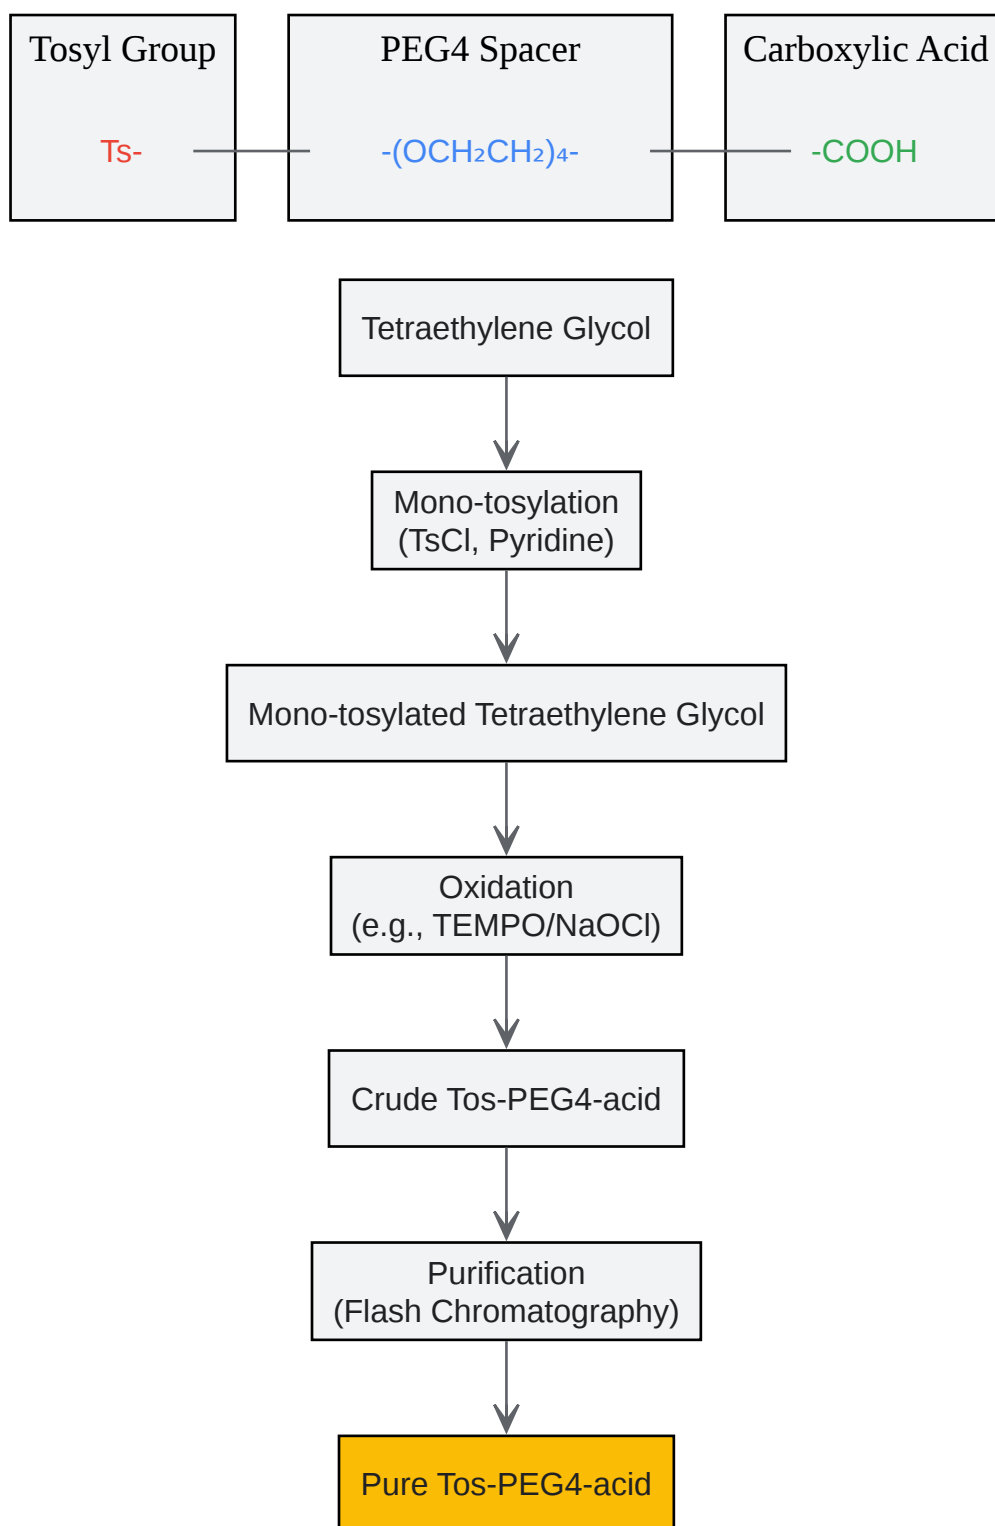 Tosyl Group
PEG4 Spacer
Carboxylic Acid
Ts-
-(OCH₂CH₂)₄-
-COOH
Tetraethylene Glycol
Mono-tosylation
(TsCl, Pyridine)
Mono-tosylated Tetraethylene Glycol
Oxidation
(e.g., TEMPO/NaOCl)
Crude Tos-PEG4-acid
Purification
(Flash Chromatography)
Pure Tos-PEG4-acid